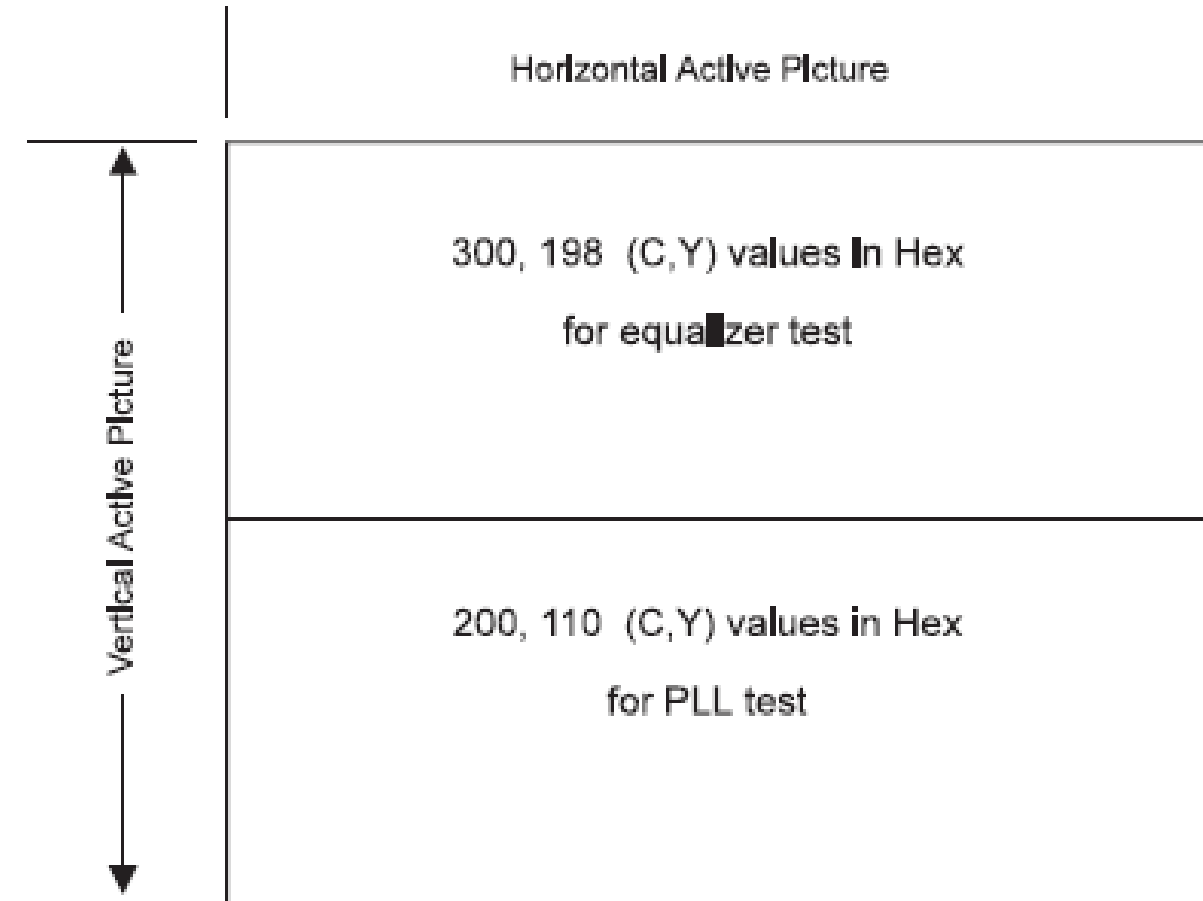 Horizontal Active Picture
Vertical Active Picture
300, 198 (C,Y) values in Hex
for equalizer test
200, 110 (C,Y) values in Hex
for PLL test